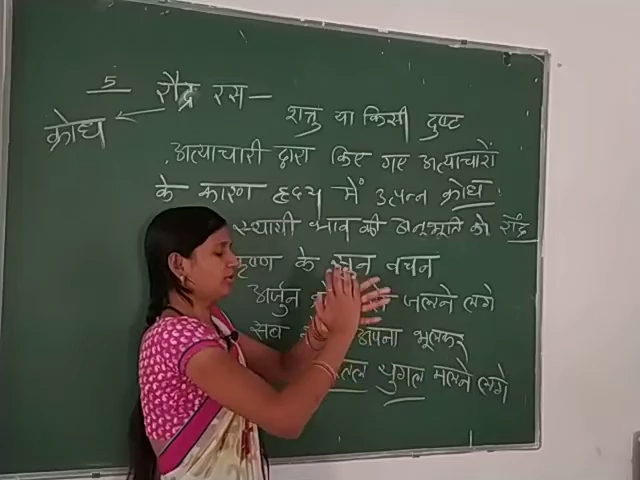 5 रौद्र रस—
क्रोध
शत्रु या किसी दुष्ट
अत्याचारी द्वारा किए गए अत्याचारों
के कारण हृदय में उत्पन्न क्रोध
स्थायी भाव की अनुभूति को रौद्र
के सुन वचन
अर्जुन जलने लगे
सब अपना भूलकर
युगल मलने लगे